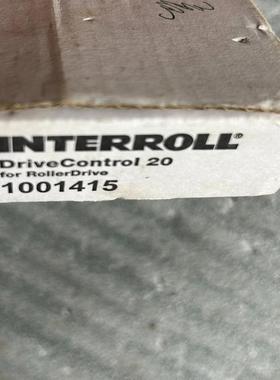 INTERROLL®
DriveControl 20
for RollerDrive
1001415